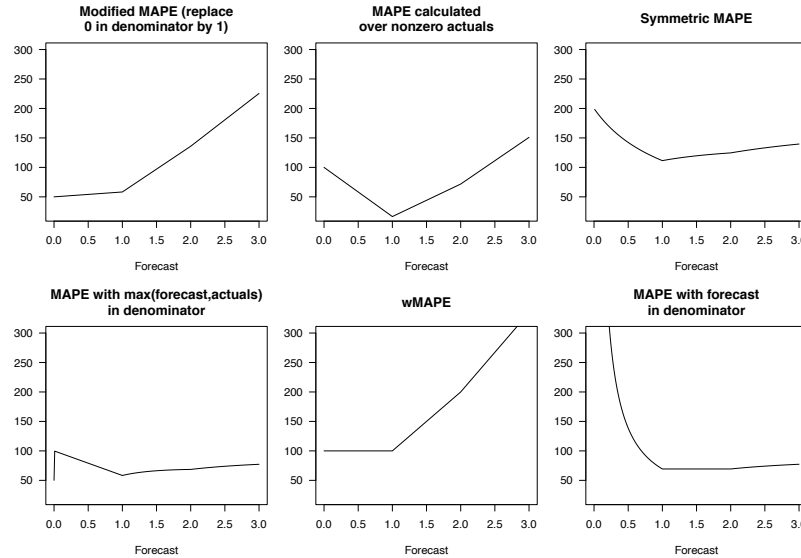 Modified MAPE (replace
0 in denominator by 1)
300
250
200
150
100
50
0.0 0.5 1.0 1.5 2.0 2.5 3.0
Forecast
MAPE calculated
over nonzero actuals
300
250
200
150
100
50
0.0 0.5 1.0 1.5 2.0 2.5 3.0
Forecast
Symmetric MAPE
300
250
200
150
100
50
0.0 0.5 1.0 1.5 2.0 2.5 3.0
Forecast
MAPE with max(forecast,actuals)
in denominator
300
250
200
150
100
50
0.0 0.5 1.0 1.5 2.0 2.5 3.0
Forecast
wMAPE
300
250
200
150
100
50
0.0 0.5 1.0 1.5 2.0 2.5 3.0
Forecast
MAPE with forecast
in denominator
300
250
200
150
100
50
0.0 0.5 1.0 1.5 2.0 2.5 3.0
Forecast